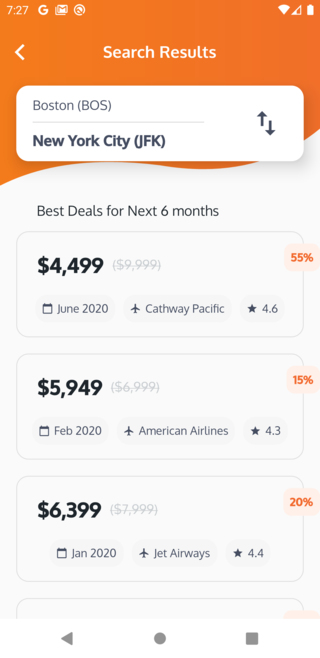 7:27
Search Results
Boston (BOS)
New York City (JFK)
Best Deals for Next 6 months
55%
$4,499 ($9,999)
June 2020 Cathway Pacific 4.6
15%
$5,949 ($6,999)
Feb 2020 American Airlines 4.3
20%
$6,399 ($7,999)
Jan 2020 Jet Airways 4.4